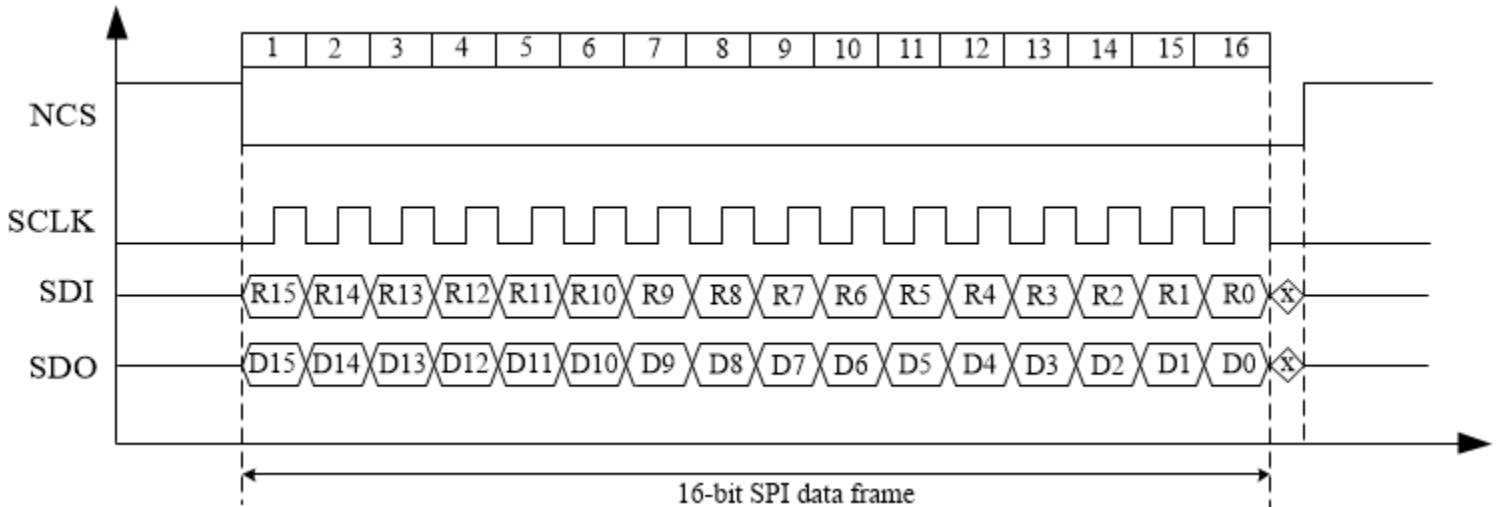 1 2 3 4 5 6 7 8 9 10 11 12 13 14 15 16
NCS
SCLK
SDI R15 R14 R13 R12 R11 R10 R9 R8 R7 R6 R5 R4 R3 R2 R1 R0 x
SDO D15 D14 D13 D12 D11 D10 D9 D8 D7 D6 D5 D4 D3 D2 D1 D0 x
16-bit SPI data frame